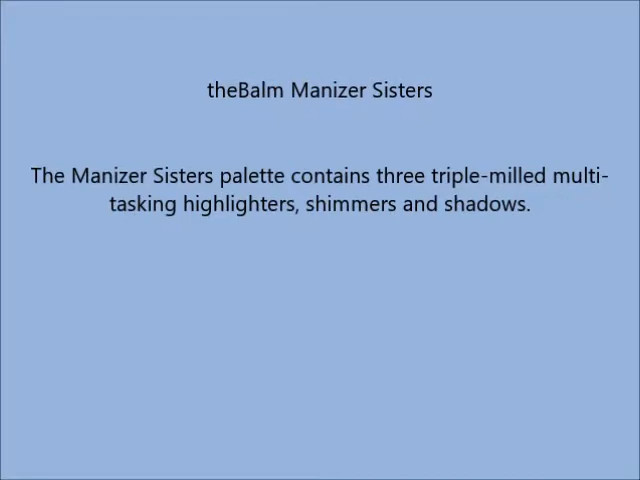 theBalm Manizer Sisters
The Manizer Sisters palette contains three triple-milled multi-
tasking highlighters, shimmers and shadows.